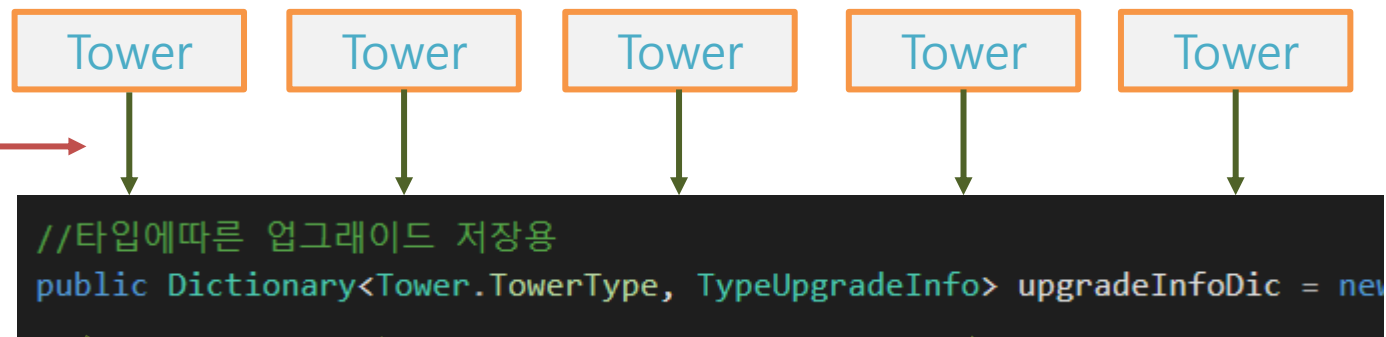 Tower Tower Tower Tower Tower
//타입에따른 업그래이드 저장용
public Dictionary<Tower.TowerType, TypeUpgradeInfo> upgradeInfoDic = new